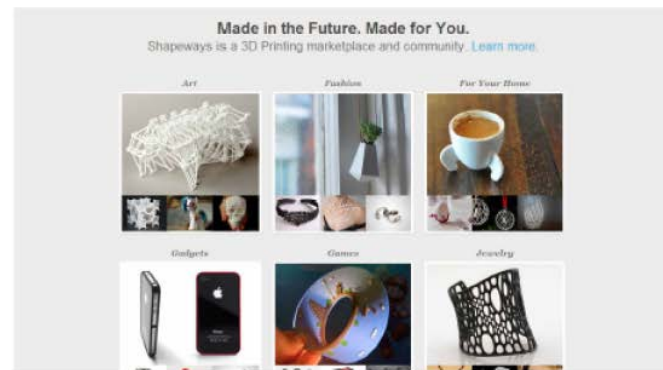 Made in the Future. Made for You.
Shapeways is a 3D Printing marketplace and community. Learn more.
Art
Fashion
For Your Home
Gadgets
Games
Jewelry